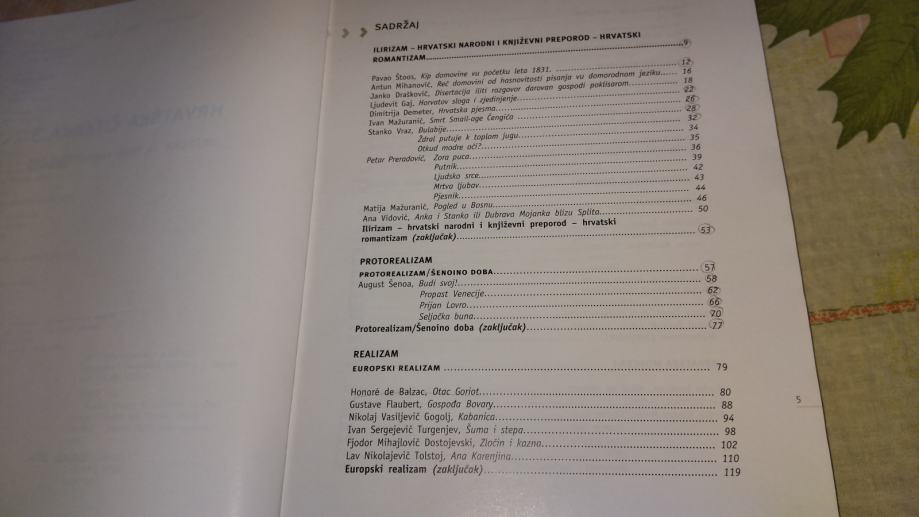 SADRŽAJ
ILIRIZAM – HRVATSKI NARODNI I KNJIŽEVNI PREPOROD – HRVATSKI
ROMANTIZAM 9
Pavao Štoos, Kip domovine vu početku leta 1831. 12
Antun Mihanović, Reč domovini od hasnovitosti pisanja vu domorodnom jeziku 16
Janko Drašković, Disertacija iliti razgovor darovan gospodi poklisarom 18
Ljudevit Gaj, Horvatov sloga i zjedinjenje 22
Dimitrija Demeter, Hrvatska pjesma 26
Ivan Mažuranić, Smrt Smail-age Čengića 28
Stanko Vraz, Đulabije 32
Zdral putuje k toplom jugu 34
Otkud modre oči? 35
Petar Preradović, Zora puca 36
Putnik 39
Ljudsko srce 42
Mrtva ljubav 43
Pjesnik 44
Matija Mažuranić, Pogled u Bosnu 46
Ana Vidović, Anka i Stanko ili Dubrava Mojanka blizu Splita 50
Ilirizam – hrvatski narodni i književni preporod – hrvatski
romantizam (zaključak) 53
PROTOREALIZAM
PROTOREALIZAM/ŠENOINO DOBA 57
August Šenoa, Budi svoj! 58
Propast Venecije 62
Prijan Lovro 66
Seljačka buna 70
Protorealizam/Šenoino doba (zaključak) 77
REALIZAM
EUROPSKI REALIZAM 79
Honoré de Balzac, Otac Goriot 80
Gustave Flaubert, Gospođa Bovary 88
Nikolaj Vasiljevič Gogolj, Kabanica 94
Ivan Sergejevič Turgenjev, Šuma i stepa 98
Fjodor Mihajlovič Dostojevski, Zločin i kazna 102
Lav Nikolajevič Tolstoj, Ana Karenjina 110
Europski realizam (zaključak) 119
5